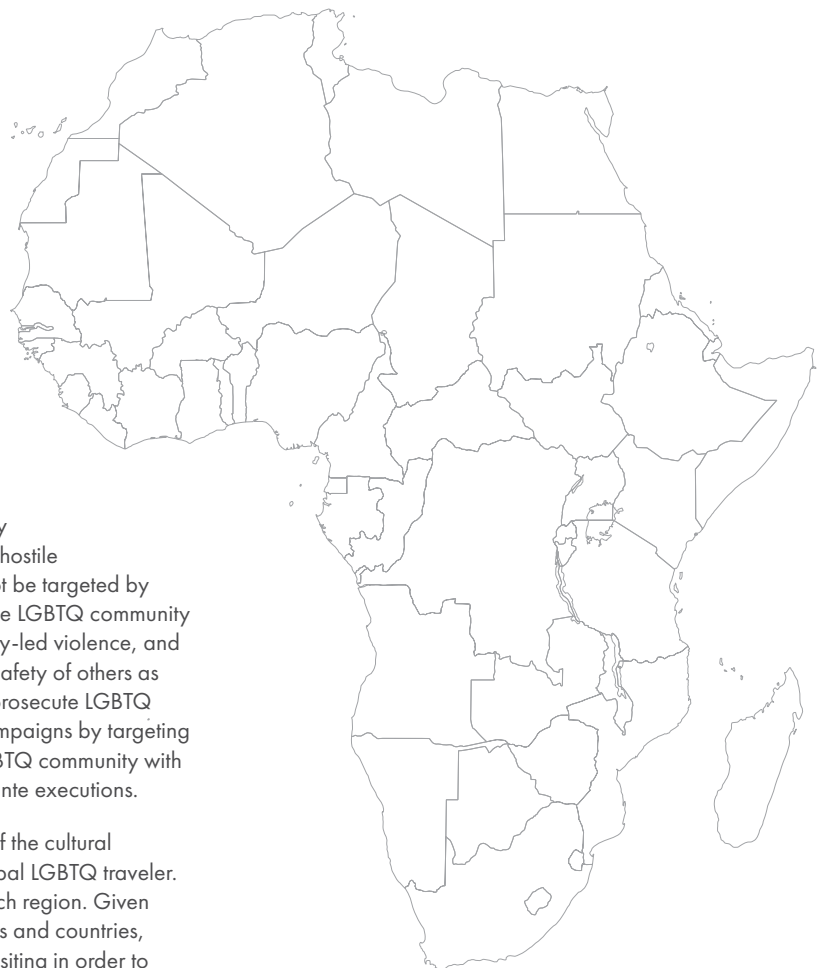 y
hostile
t be targeted by
e LGBTQ community
y-led violence, and
afety of others as
prosecute LGBTQ
mpaigns by targeting
BTQ community with
nte executions.
f the cultural
bal LGBTQ traveler.
ch region. Given
s and countries,
siting in order to